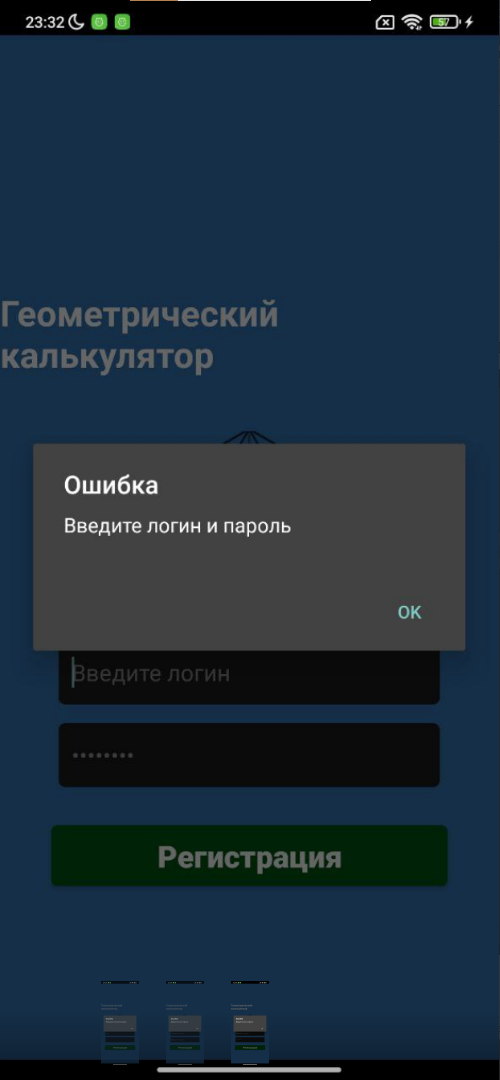 23:32
57
Геометрический
калькулятор
Ошибка
Введите логин и пароль
OK
Введите логин
••••••••
Регистрация